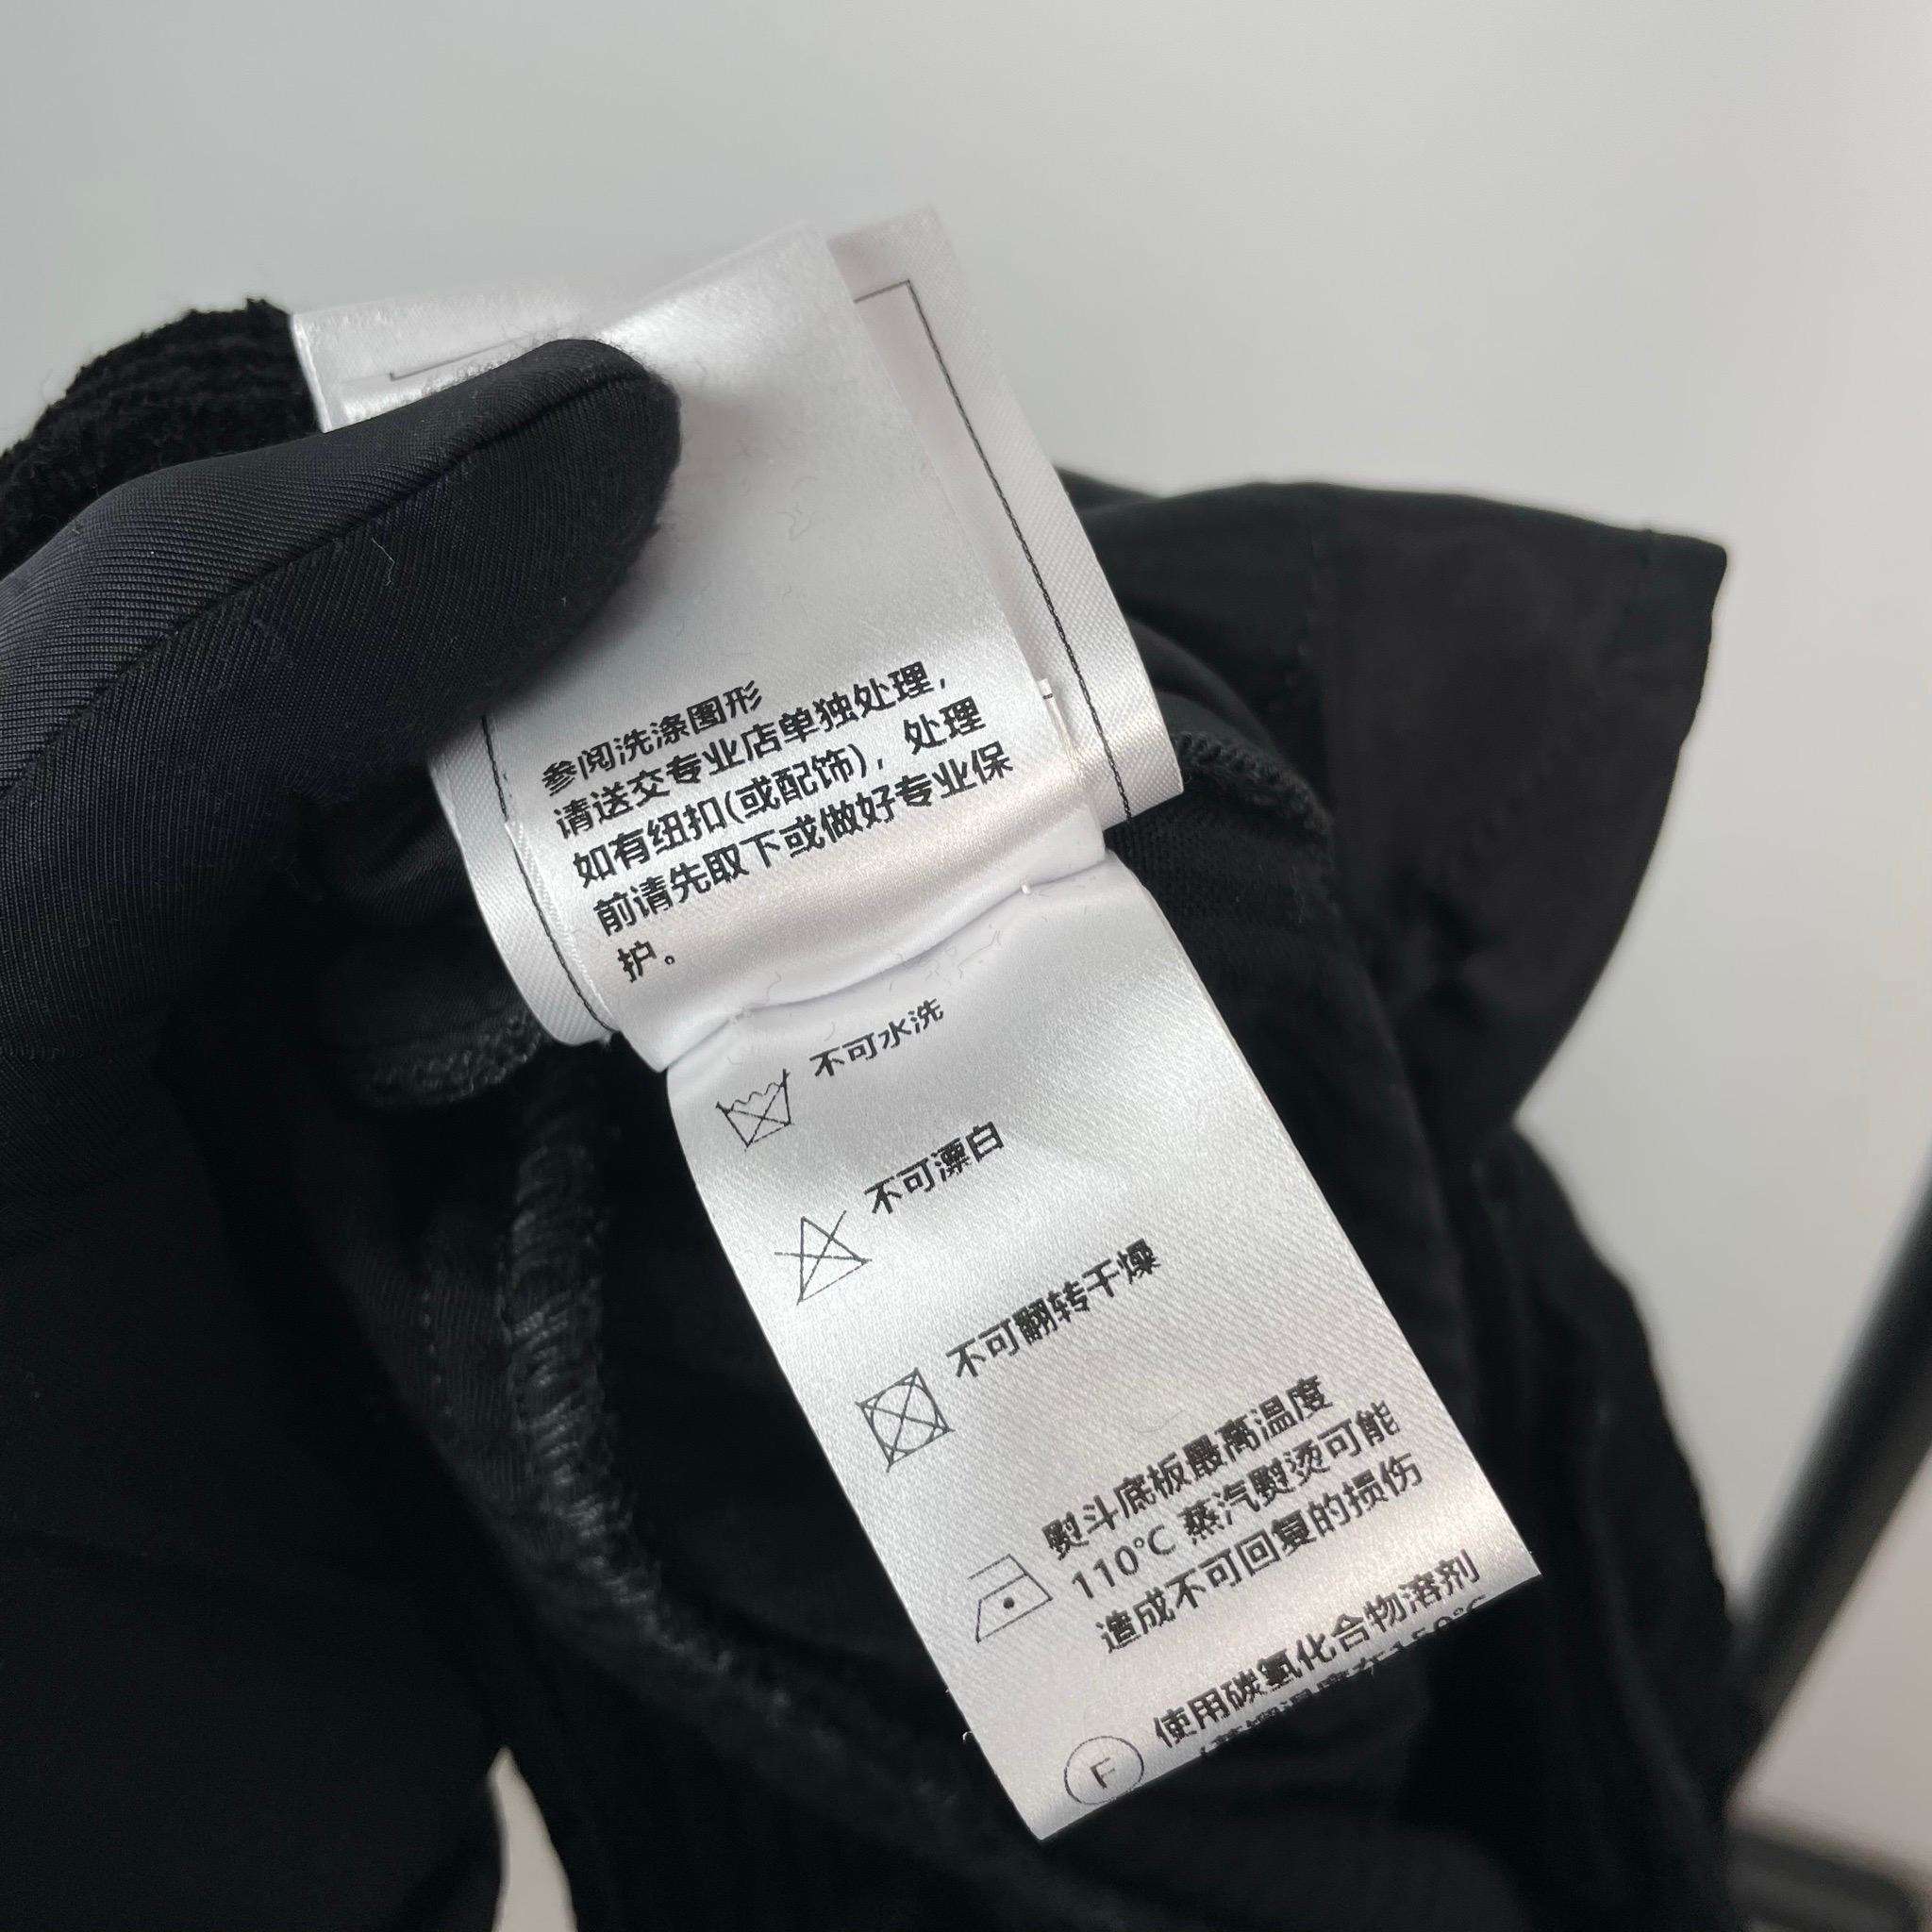 参阅洗涤图形
请送交专业店单独处理，
如有纽扣(或配饰)，处理
前请先取下或做好专业保
护。
不可水洗
不可漂白
不可翻转干燥
熨斗底板最高温度
110℃ 蒸汽熨烫可能
造成不可回复的损伤
F
使用碳氢化合物溶剂